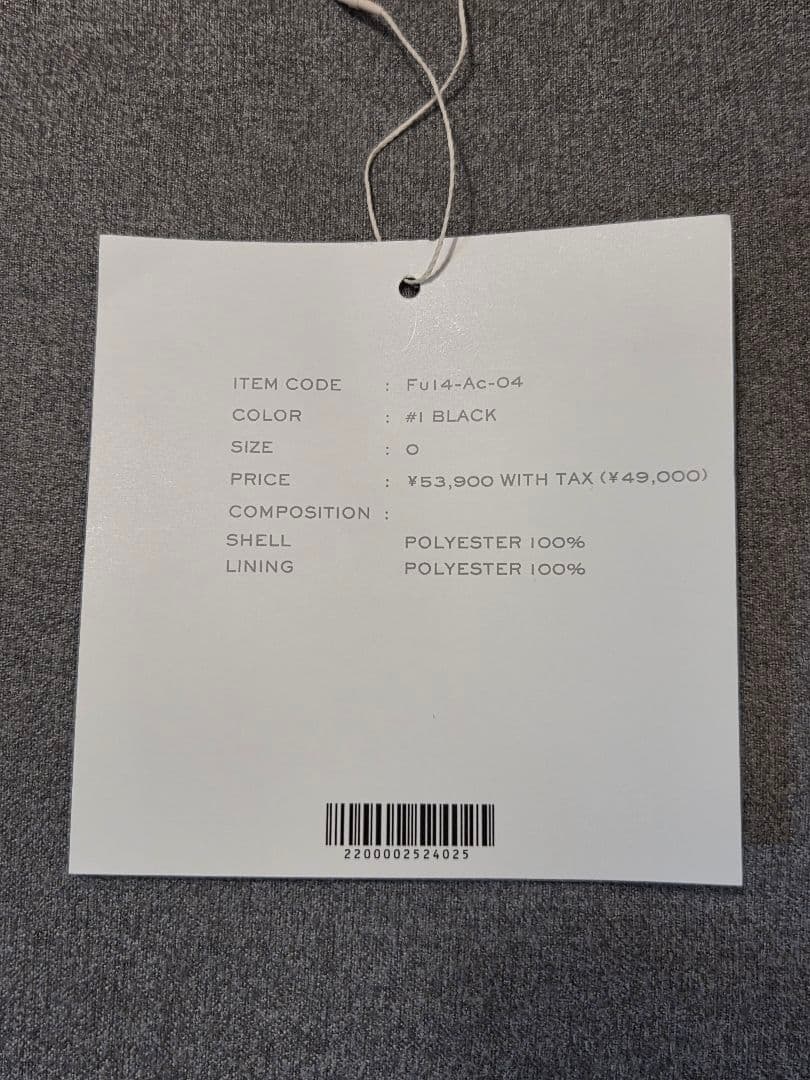 ITEM CODE : Fu14-Ac-04
COLOR : #1 BLACK
SIZE : 0
PRICE : ¥53,900 WITH TAX (¥49,000)
COMPOSITION :
SHELL POLYESTER 100%
LINING POLYESTER 100%
2200002524025